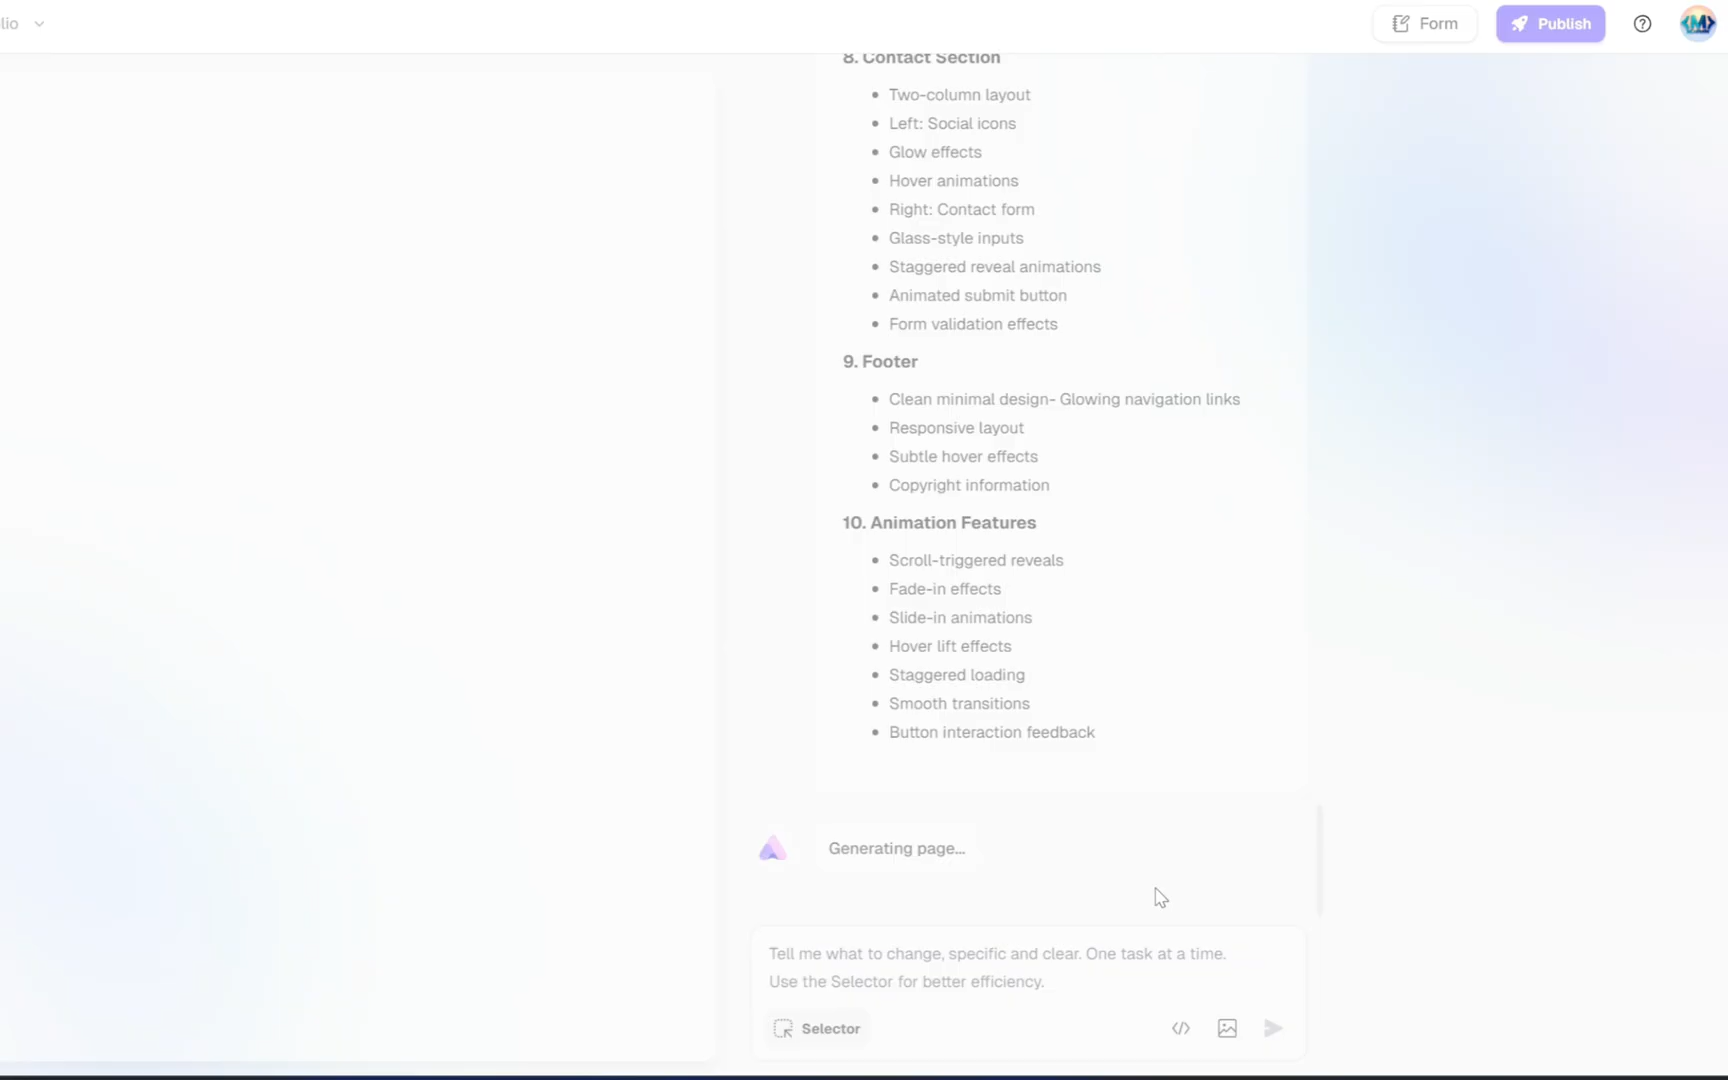 lio
Form
Publish
8. Contact Section
• Two-column layout
• Left: Social icons
• Glow effects
• Hover animations
• Right: Contact form
• Glass-style inputs
• Staggered reveal animations
• Animated submit button
• Form validation effects
9. Footer
• Clean minimal design- Glowing navigation links
• Responsive layout
• Subtle hover effects
• Copyright information
10. Animation Features
• Scroll-triggered reveals
• Fade-in effects
• Slide-in animations
• Hover lift effects
• Staggered loading
• Smooth transitions
• Button interaction feedback
Generating page...
Tell me what to change, specific and clear. One task at a time.
Use the Selector for better efficiency.
Selector